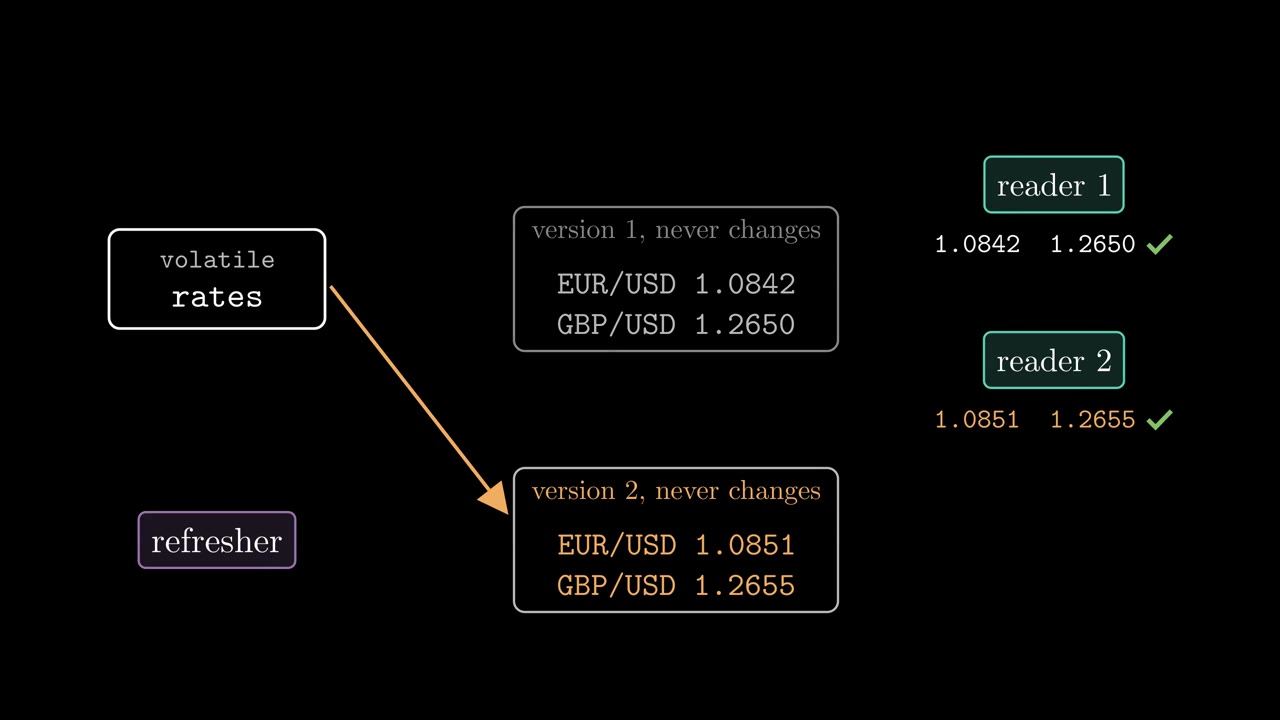 volatile
rates
refresher
version 1, never changes
EUR/USD 1.0842
GBP/USD 1.2650
version 2, never changes
EUR/USD 1.0851
GBP/USD 1.2655
reader 1
1.0842 1.2650
reader 2
1.0851 1.2655